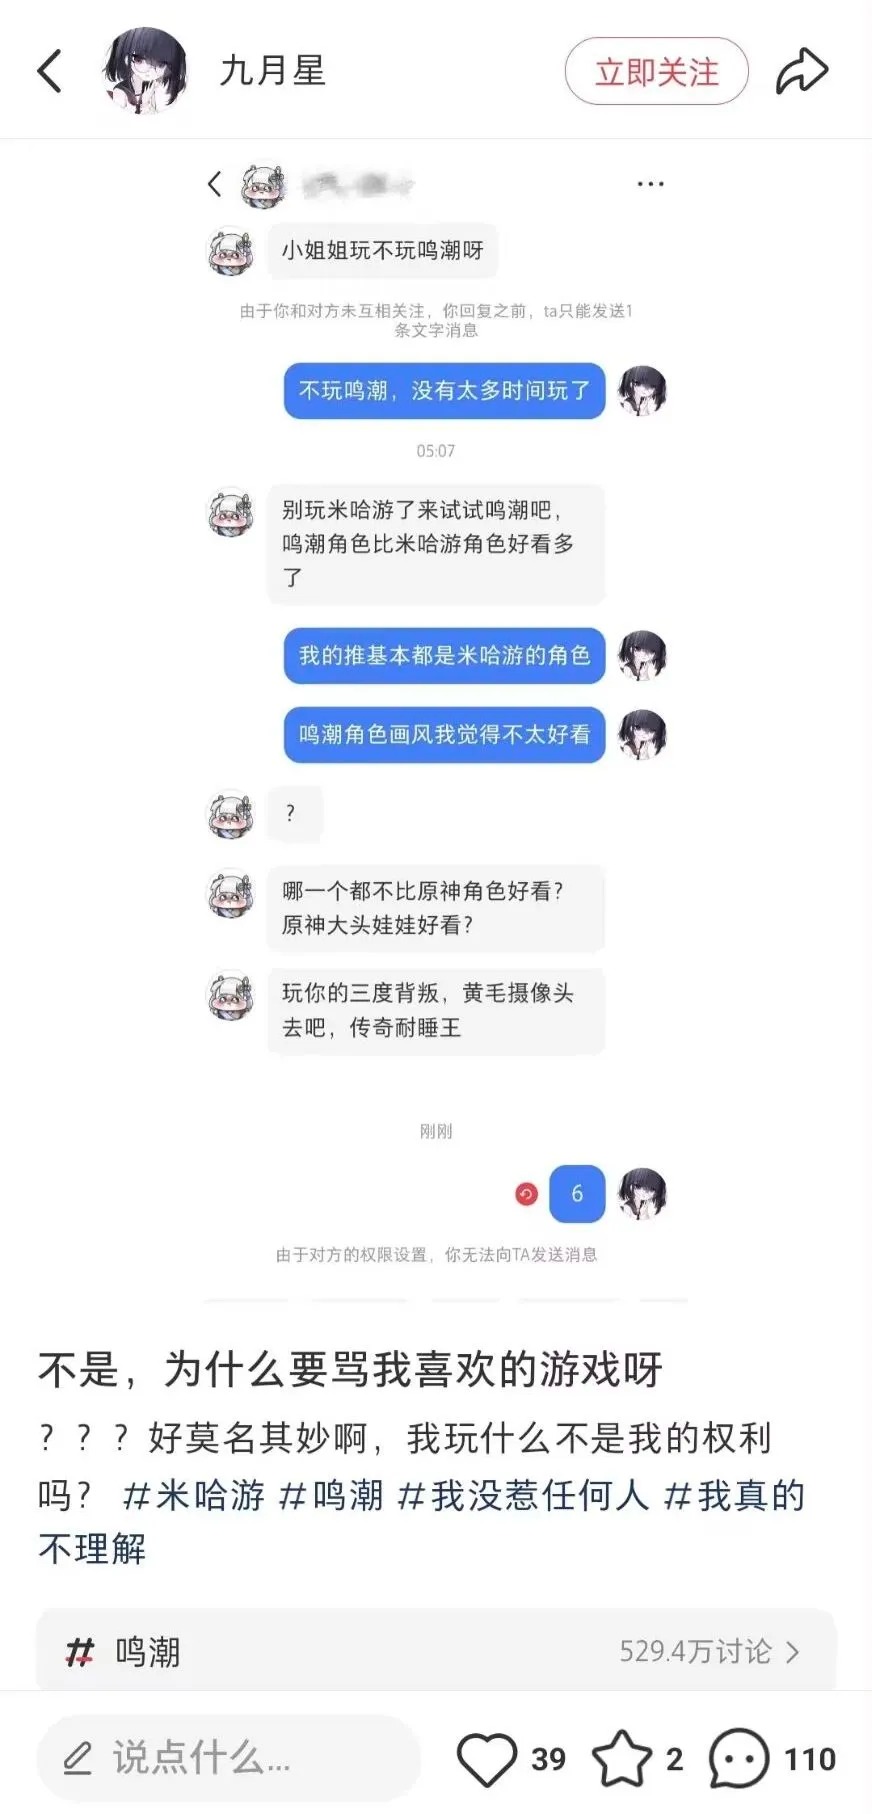 九月星
立即关注
小姐姐玩不玩鸣潮呀
由于你和对方未互相关注，你回复之前，ta只能发送1
条文字消息
不玩鸣潮，没有太多时间玩了
05:07
别玩米哈游了来试试鸣潮吧，
鸣潮角色比米哈游角色好看多
了
我的推基本都是米哈游的角色
鸣潮角色画风我觉得不太好看
?
哪一个都不比原神角色好看?
原神大头娃娃好看?
玩你的三度背叛，黄毛摄像头
去吧，传奇耐睡王
刚刚
6
由于对方的权限设置，你无法向TA发送消息
不是，为什么要骂我喜欢的游戏呀
？？？好莫名其妙啊，我玩什么不是我的权利
吗？ #米哈游 #鸣潮 #我没惹任何人 #我真的
不理解
# 鸣潮
529.4万讨论
说点什么...
39
2
110